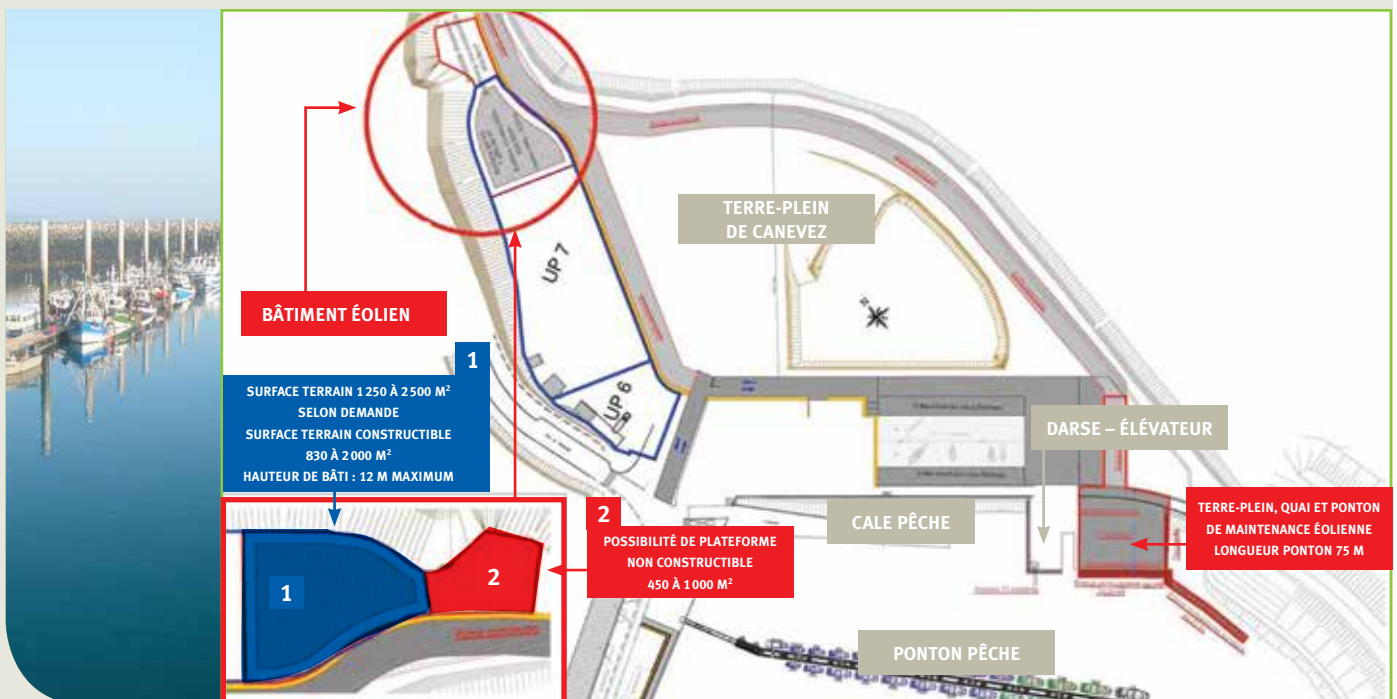 TERRE-PLEIN
DE CANEVEZ
UP 7
BÂTIMENT ÉOLIEN
1
SURFACE TERRAIN 1 250 À 2 500 M²
SELON DEMANDE
SURFACE TERRAIN CONSTRUCTIBLE
830 À 2 000 M²
HAUTEUR DE BÂTI : 12 M MAXIMUM
UP 6
DARSE – ÉLÉVATEUR
CALE PÊCHE
TERRE-PLEIN, QUAI ET PONTON
DE MAINTENANCE ÉOLIENNE
LONGUEUR PONTON 75 M
2
POSSIBILITÉ DE PLATEFORME
NON CONSTRUCTIBLE
450 À 1 000 M²
1
2
PONTON PÊCHE